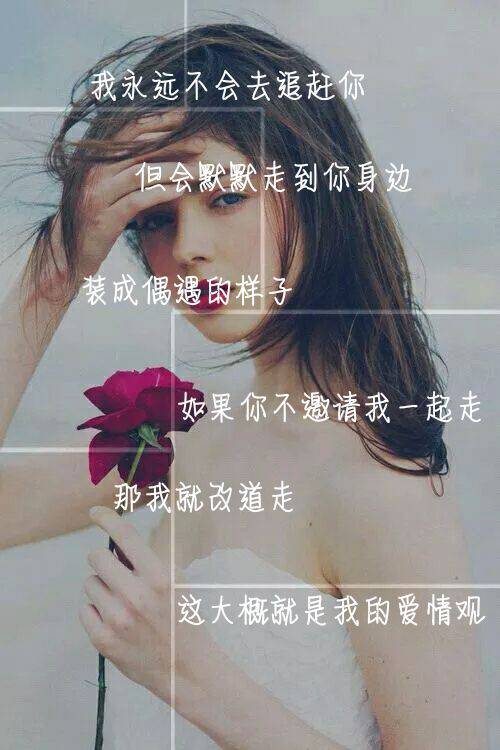 我永远不会去追赶你
但会默默走到你身边
装成偶遇的样子
如果你不邀请我一起走
那我就改道走
这大概就是我的爱情观